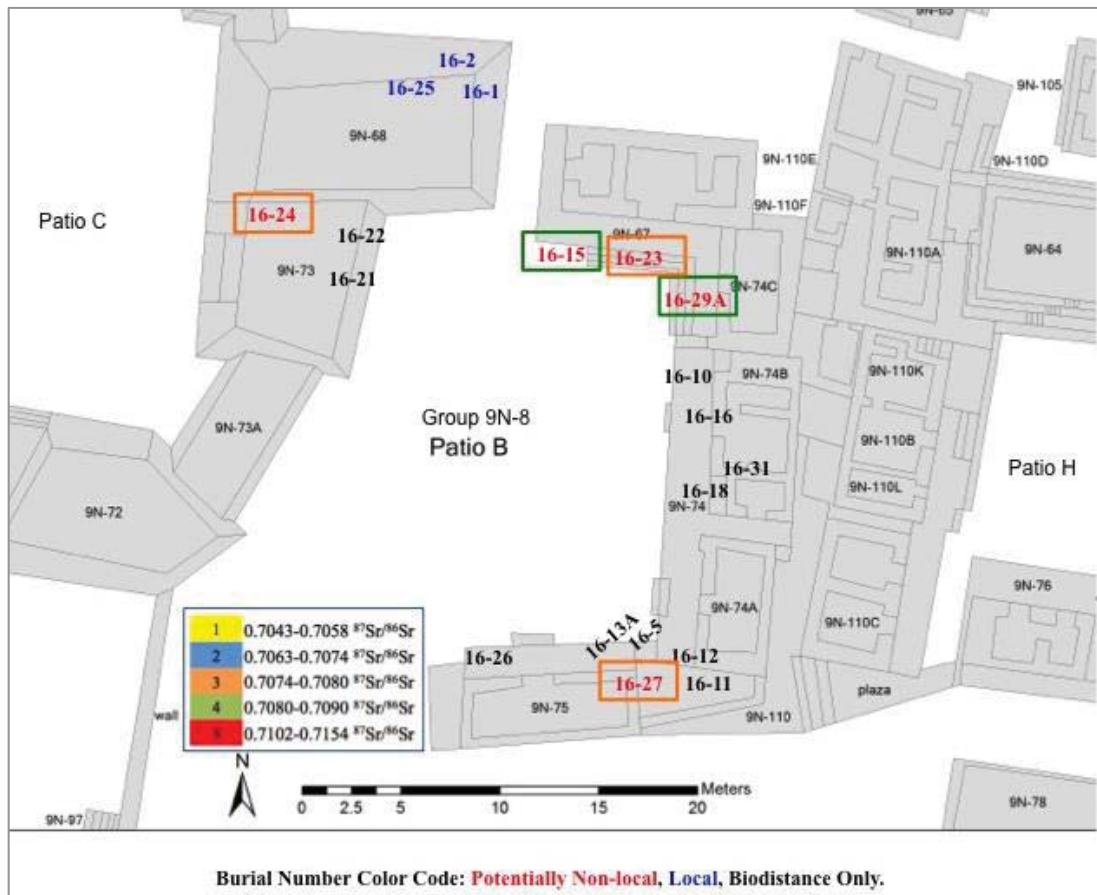 9N-65
16-2
16-25
16-1
9N-105
9N-68
9N-110E
9N-110D
9N-110F
Patio C
16-24
16-22
9N-67
16-15
16-23
9N-110A
9N-64
9N-73
16-21
16-29A
9N-74C
16-10
9N-74B
9N-110K
Group 9N-8
Patio B
16-16
9N-73A
9N-110B
16-31
Patio H
16-18
9N-110L
9N-74
9N-72
9N-76
9N-74A
9N-110C
16-13A
16-5
16-26
16-12
16-27
16-11
plaza
9N-75
9N-110
wall
1 0.7043-0.7058 ⁸⁷Sr/⁸⁶Sr
2 0.7063-0.7074 ⁸⁷Sr/⁸⁶Sr
3 0.7074-0.7080 ⁸⁷Sr/⁸⁶Sr
4 0.7080-0.7090 ⁸⁷Sr/⁸⁶Sr
0.7102-0.7154 ⁸⁷Sr/⁸⁶Sr
N
Meters
0 2.5 5 10 15 20
9N-78
9N-97
Burial Number Color Code: Potentially Non-local, Local, Biodistance Only.